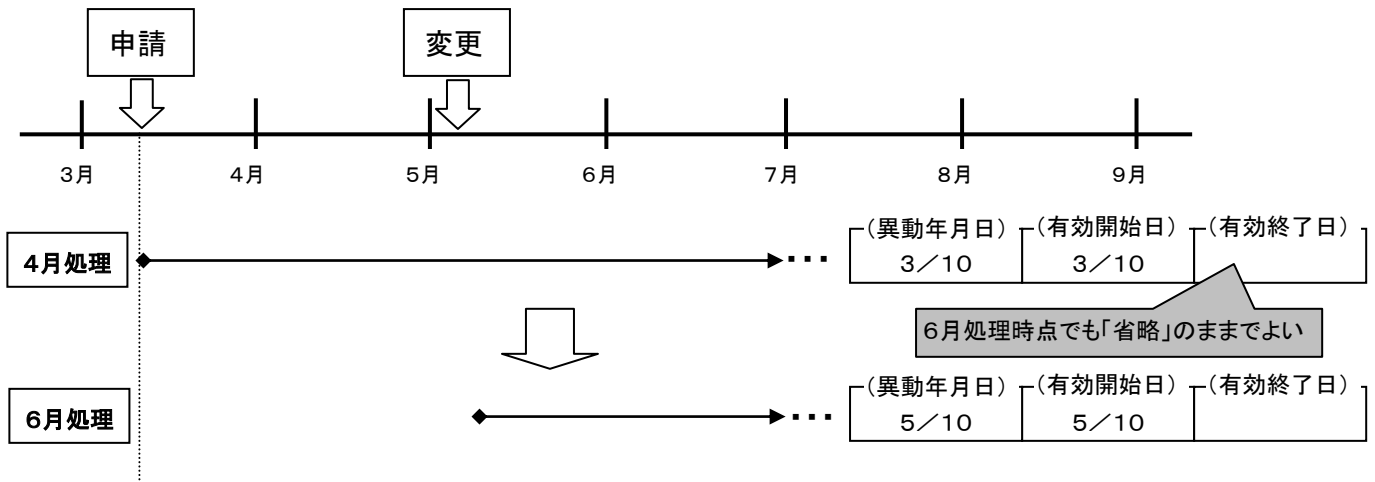 申請
変更
3月
4月
5月
6月
7月
8月
9月
4月処理
(異動年月日)
(有効開始日)
(有効終了日)
3/10
3/10
6月処理時点でも「省略」のままでよい
6月処理
(異動年月日)
(有効開始日)
(有効終了日)
5/10
5/10